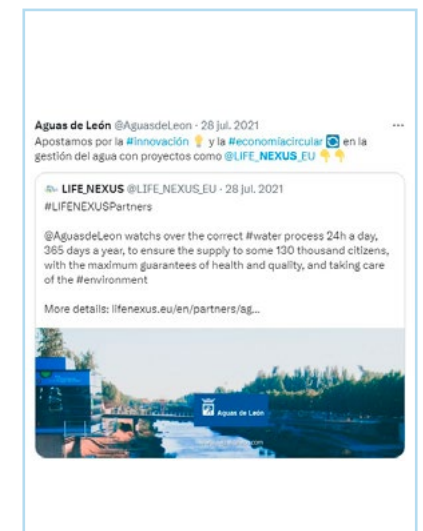 Aguas de León @AguasdeLeon · 28 jul. 2021 ...
Apostamos por la #innovación 💡 y la #economíacircular 🔄 en la
gestión del agua con proyectos como @LIFE_NEXUS_EU 👇 👇
LIFE_NEXUS @LIFE_NEXUS_EU · 28 jul. 2021
#LIFENEXUSPartners
@AguasdeLeon watchs over the correct #water process 24h a day,
365 days a year, to ensure the supply to some 130 thousand citizens,
with the maximum guarantees of health and quality, and taking care
of the #environment
More details: lifenexus.eu/en/partners/ag...
Aguas de León